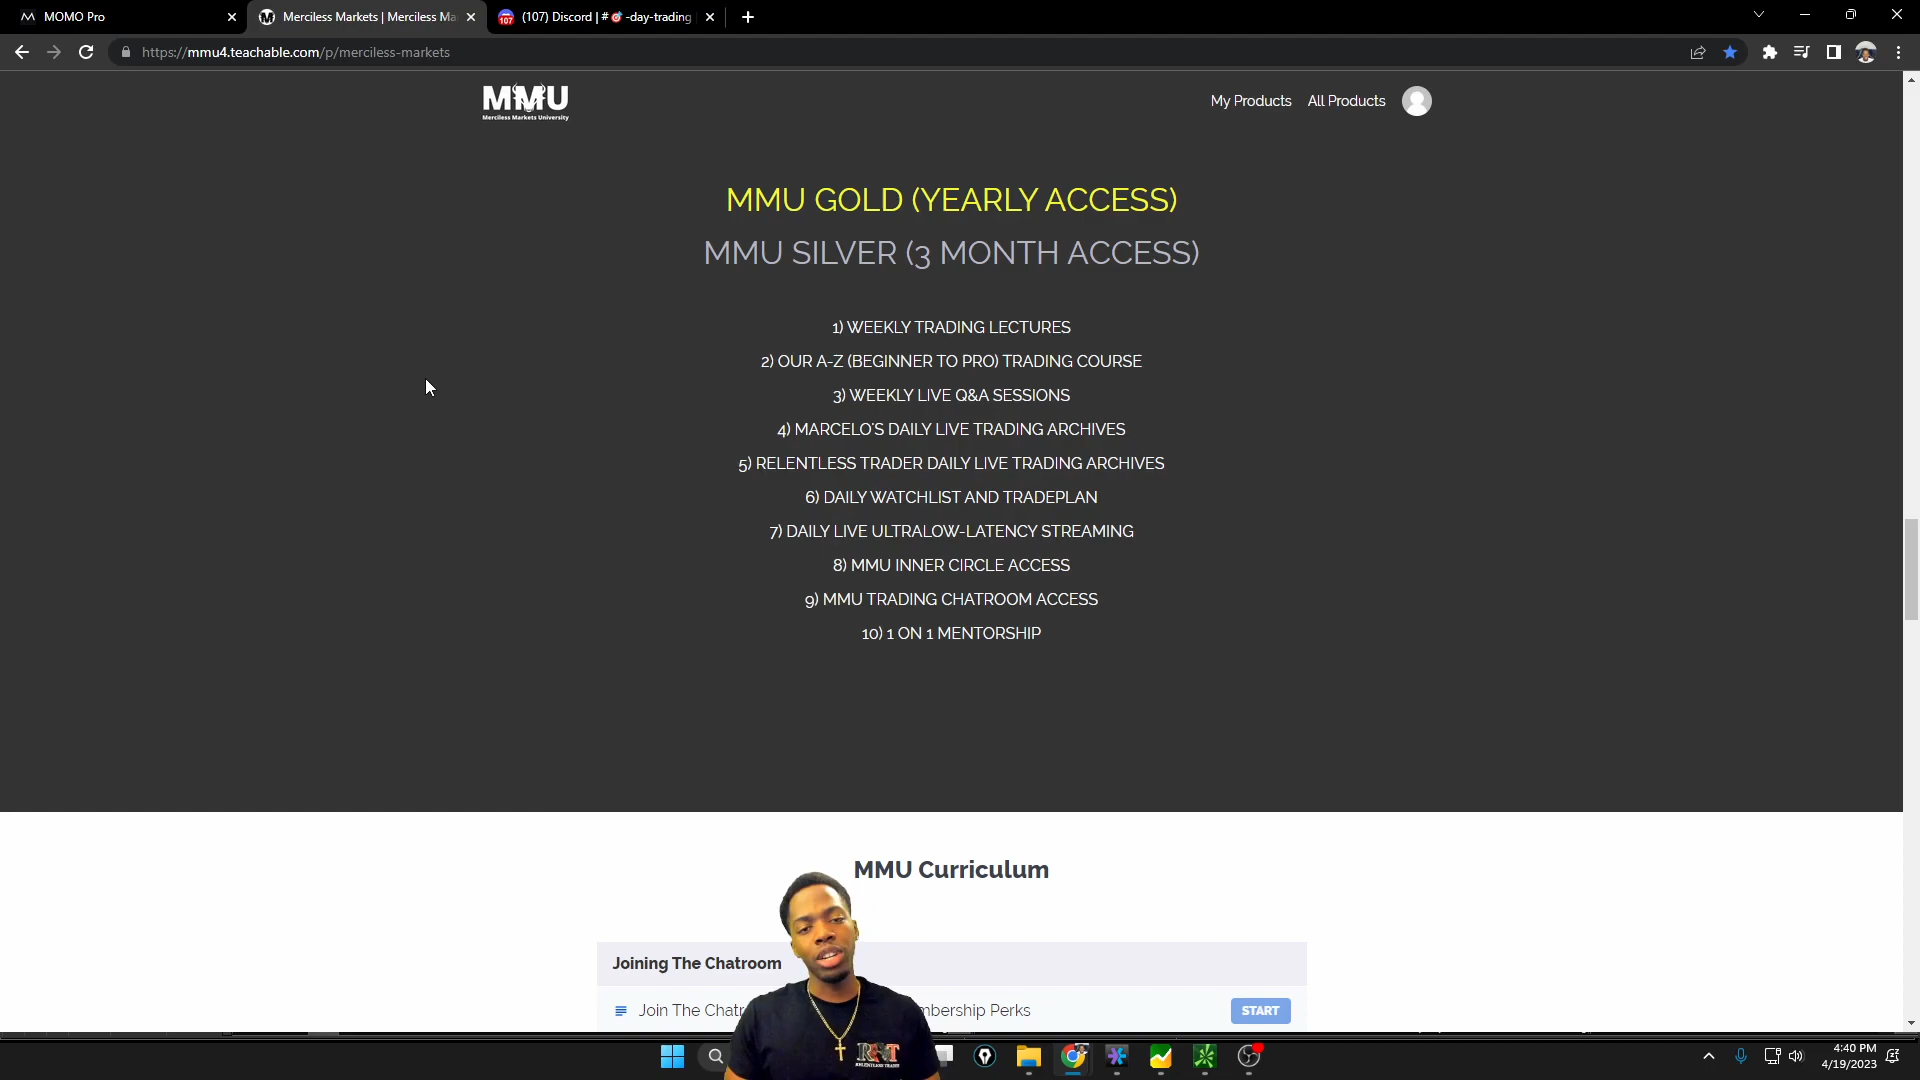 MOMO Pro
Merciless Markets | Merciless Ma
(107) Discord | #🎯-day-trading
https://mmu4.teachable.com/p/merciless-markets
MMU
Merciless Markets University
My Products
All Products
MMU GOLD (YEARLY ACCESS)
MMU SILVER (3 MONTH ACCESS)
1) WEEKLY TRADING LECTURES
2) OUR A-Z (BEGINNER TO PRO) TRADING COURSE
3) WEEKLY LIVE Q&A SESSIONS
4) MARCELO'S DAILY LIVE TRADING ARCHIVES
5) RELENTLESS TRADER DAILY LIVE TRADING ARCHIVES
6) DAILY WATCHLIST AND TRADEPLAN
7) DAILY LIVE ULTRALOW-LATENCY STREAMING
8) MMU INNER CIRCLE ACCESS
9) MMU TRADING CHATROOM ACCESS
10) 1 ON 1 MENTORSHIP
MMU Curriculum
Joining The Chatroom
Join The Chatr mbership Perks
START
RNT
RELENTLESS TRADER
4:40 PM
4/19/2023